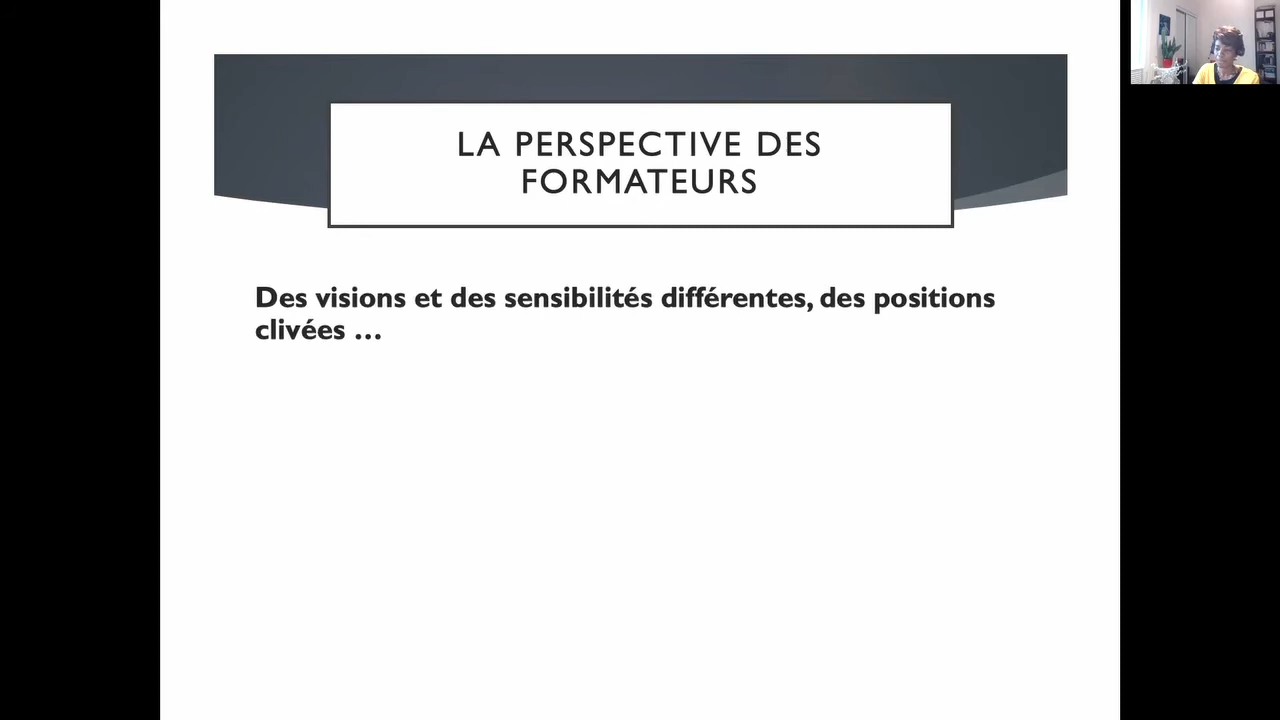 LA PERSPECTIVE DES
FORMATEURS
Des visions et des sensibilités différentes, des positions
clivées …